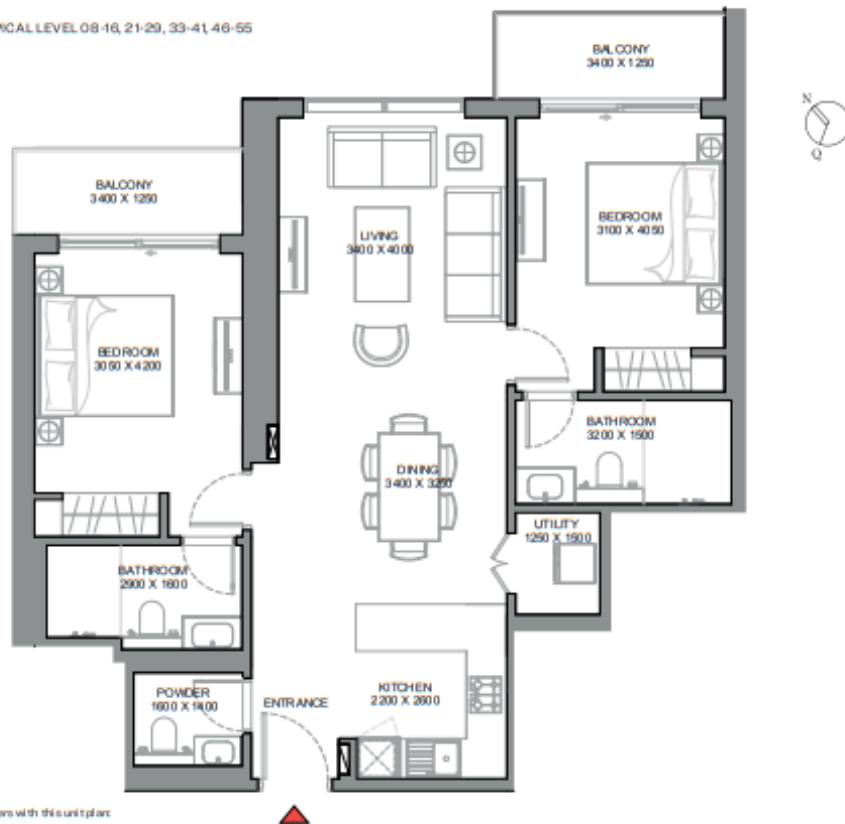 PICAL LEVEL 08-16, 21-29, 33-41, 46-55
BALCONY
3400 X 1250
N
Q
BALCONY
3400 X 1250
LIVING
3400 X 4000
BEDROOM
3100 X 4050
BEDROOM
3050 X 4200
BATHROOM
3200 X 1500
DINING
3400 X 3250
UTILITY
1250 X 1500
BATHROOM
2900 X 1600
POWDER
1600 X 1400
ENTRANCE
KITCHEN
2200 X 2600
ers with this unit plan: